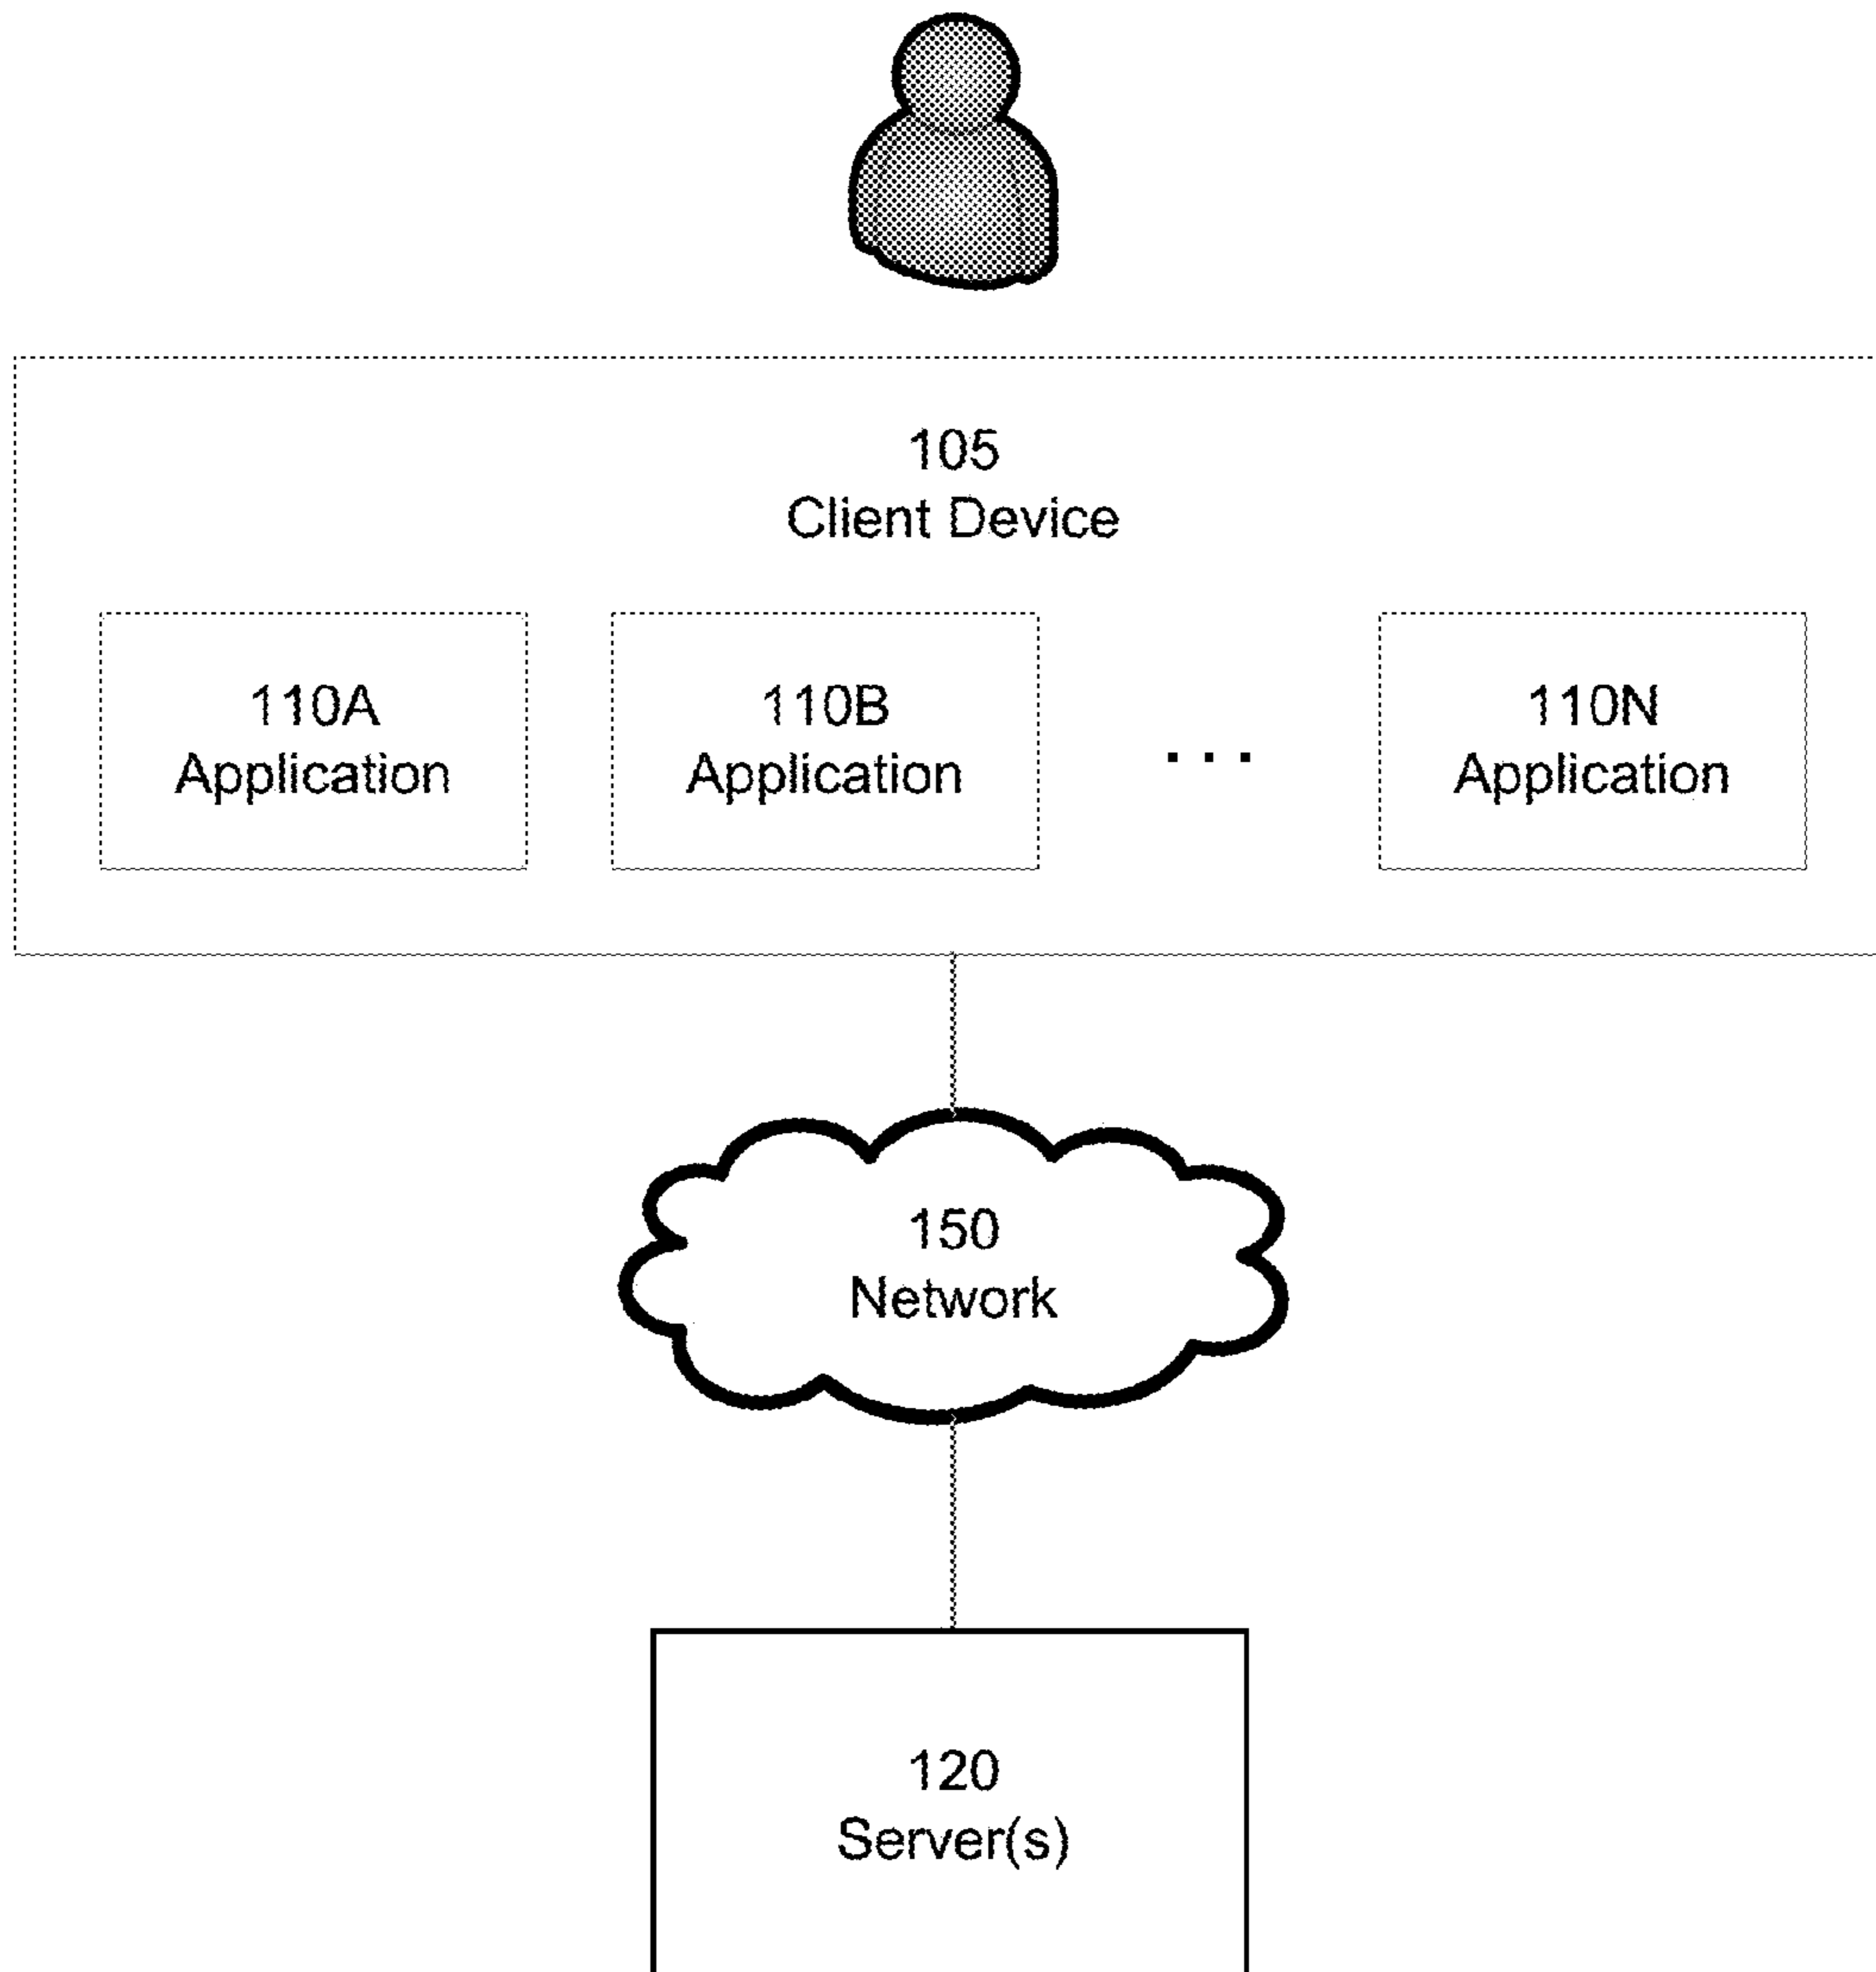 105
Client Device
110A
Application
110B
Application
. . .
110N
Application
150
Network
120
Server(s)